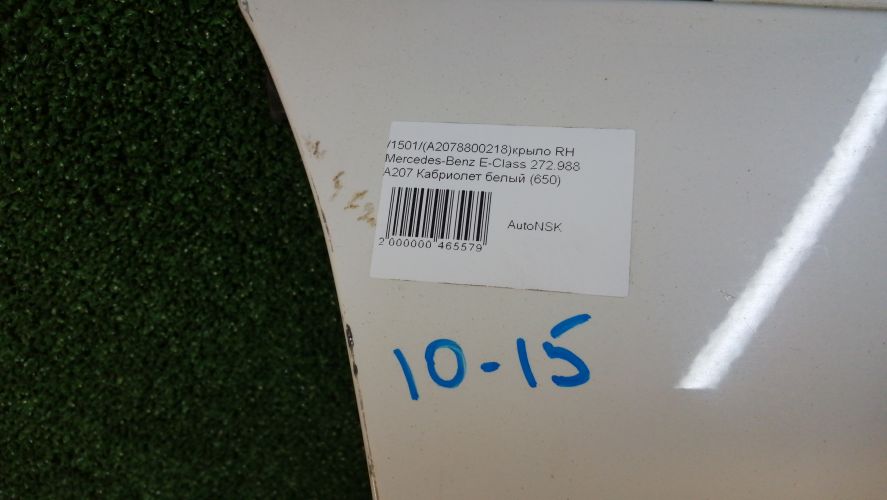 /1501/(A2078800218)крыло RH
Mercedes-Benz E-Class 272.988
A207 Кабриолет белый (650)
AutoNSK
2 000000 465579
10-15